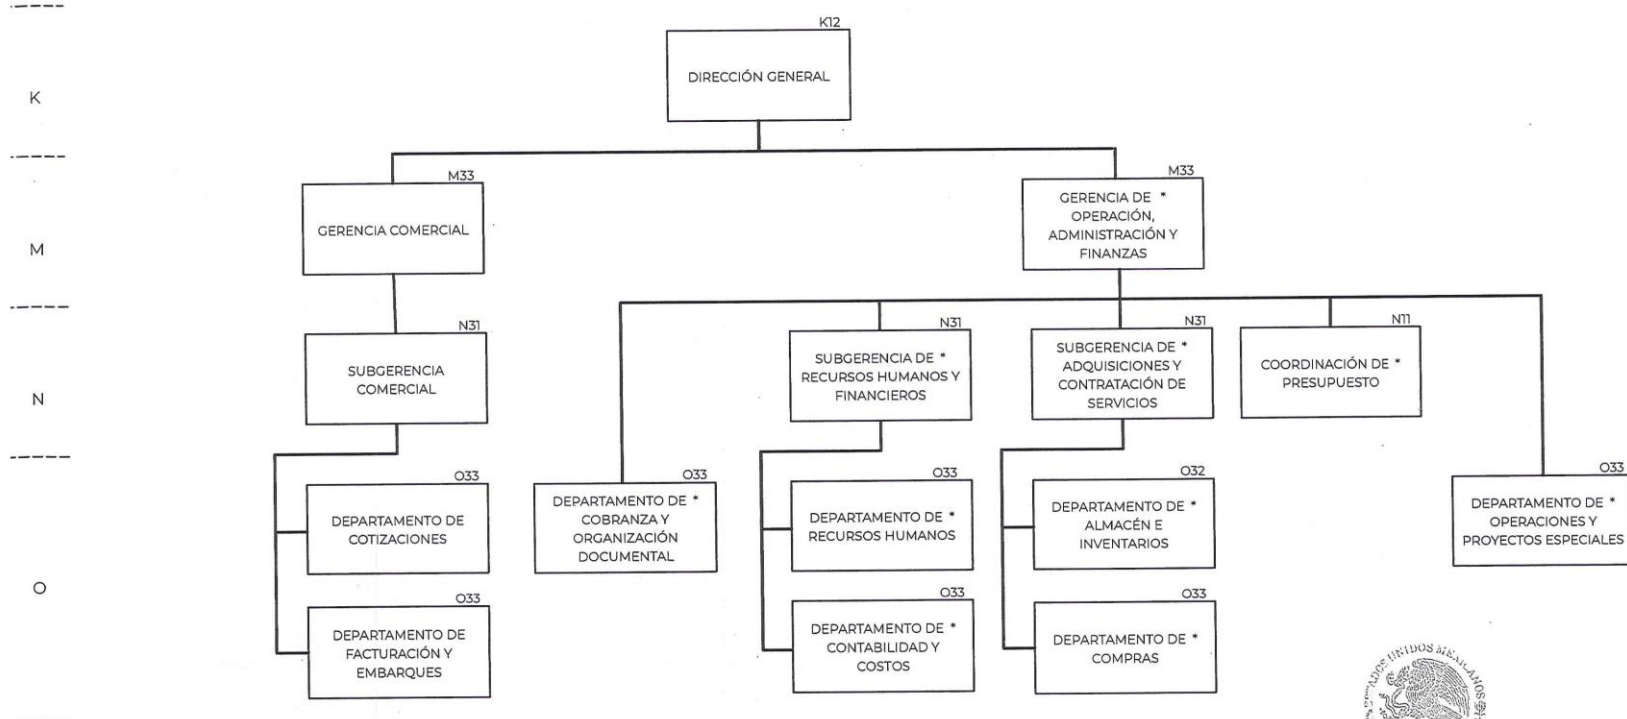 K12
DIRECCIÓN GENERAL
K
M33
GERENCIA COMERCIAL
M33
GERENCIA DE *
OPERACIÓN,
ADMINISTRACIÓN Y
FINANZAS
M
N31
SUBGERENCIA
COMERCIAL
N31
SUBGERENCIA DE *
RECURSOS HUMANOS Y
FINANCIEROS
N31
SUBGERENCIA DE *
ADQUISICIONES Y
CONTRATACIÓN DE
SERVICIOS
N11
COORDINACIÓN DE *
PRESUPUESTO
N
O33
DEPARTAMENTO DE
COTIZACIONES
O33
DEPARTAMENTO DE *
COBRANZA Y
ORGANIZACIÓN
DOCUMENTAL
O33
DEPARTAMENTO DE *
RECURSOS HUMANOS
O32
DEPARTAMENTO DE *
ALMACÉN E
INVENTARIOS
O33
DEPARTAMENTO DE *
OPERACIONES Y
PROYECTOS ESPECIALES
O
O33
DEPARTAMENTO DE
FACTURACIÓN Y
EMBARQUES
O33
DEPARTAMENTO DE *
CONTABILIDAD Y
COSTOS
O33
DEPARTAMENTO DE *
COMPRAS
UNIDOS MEXICANOS